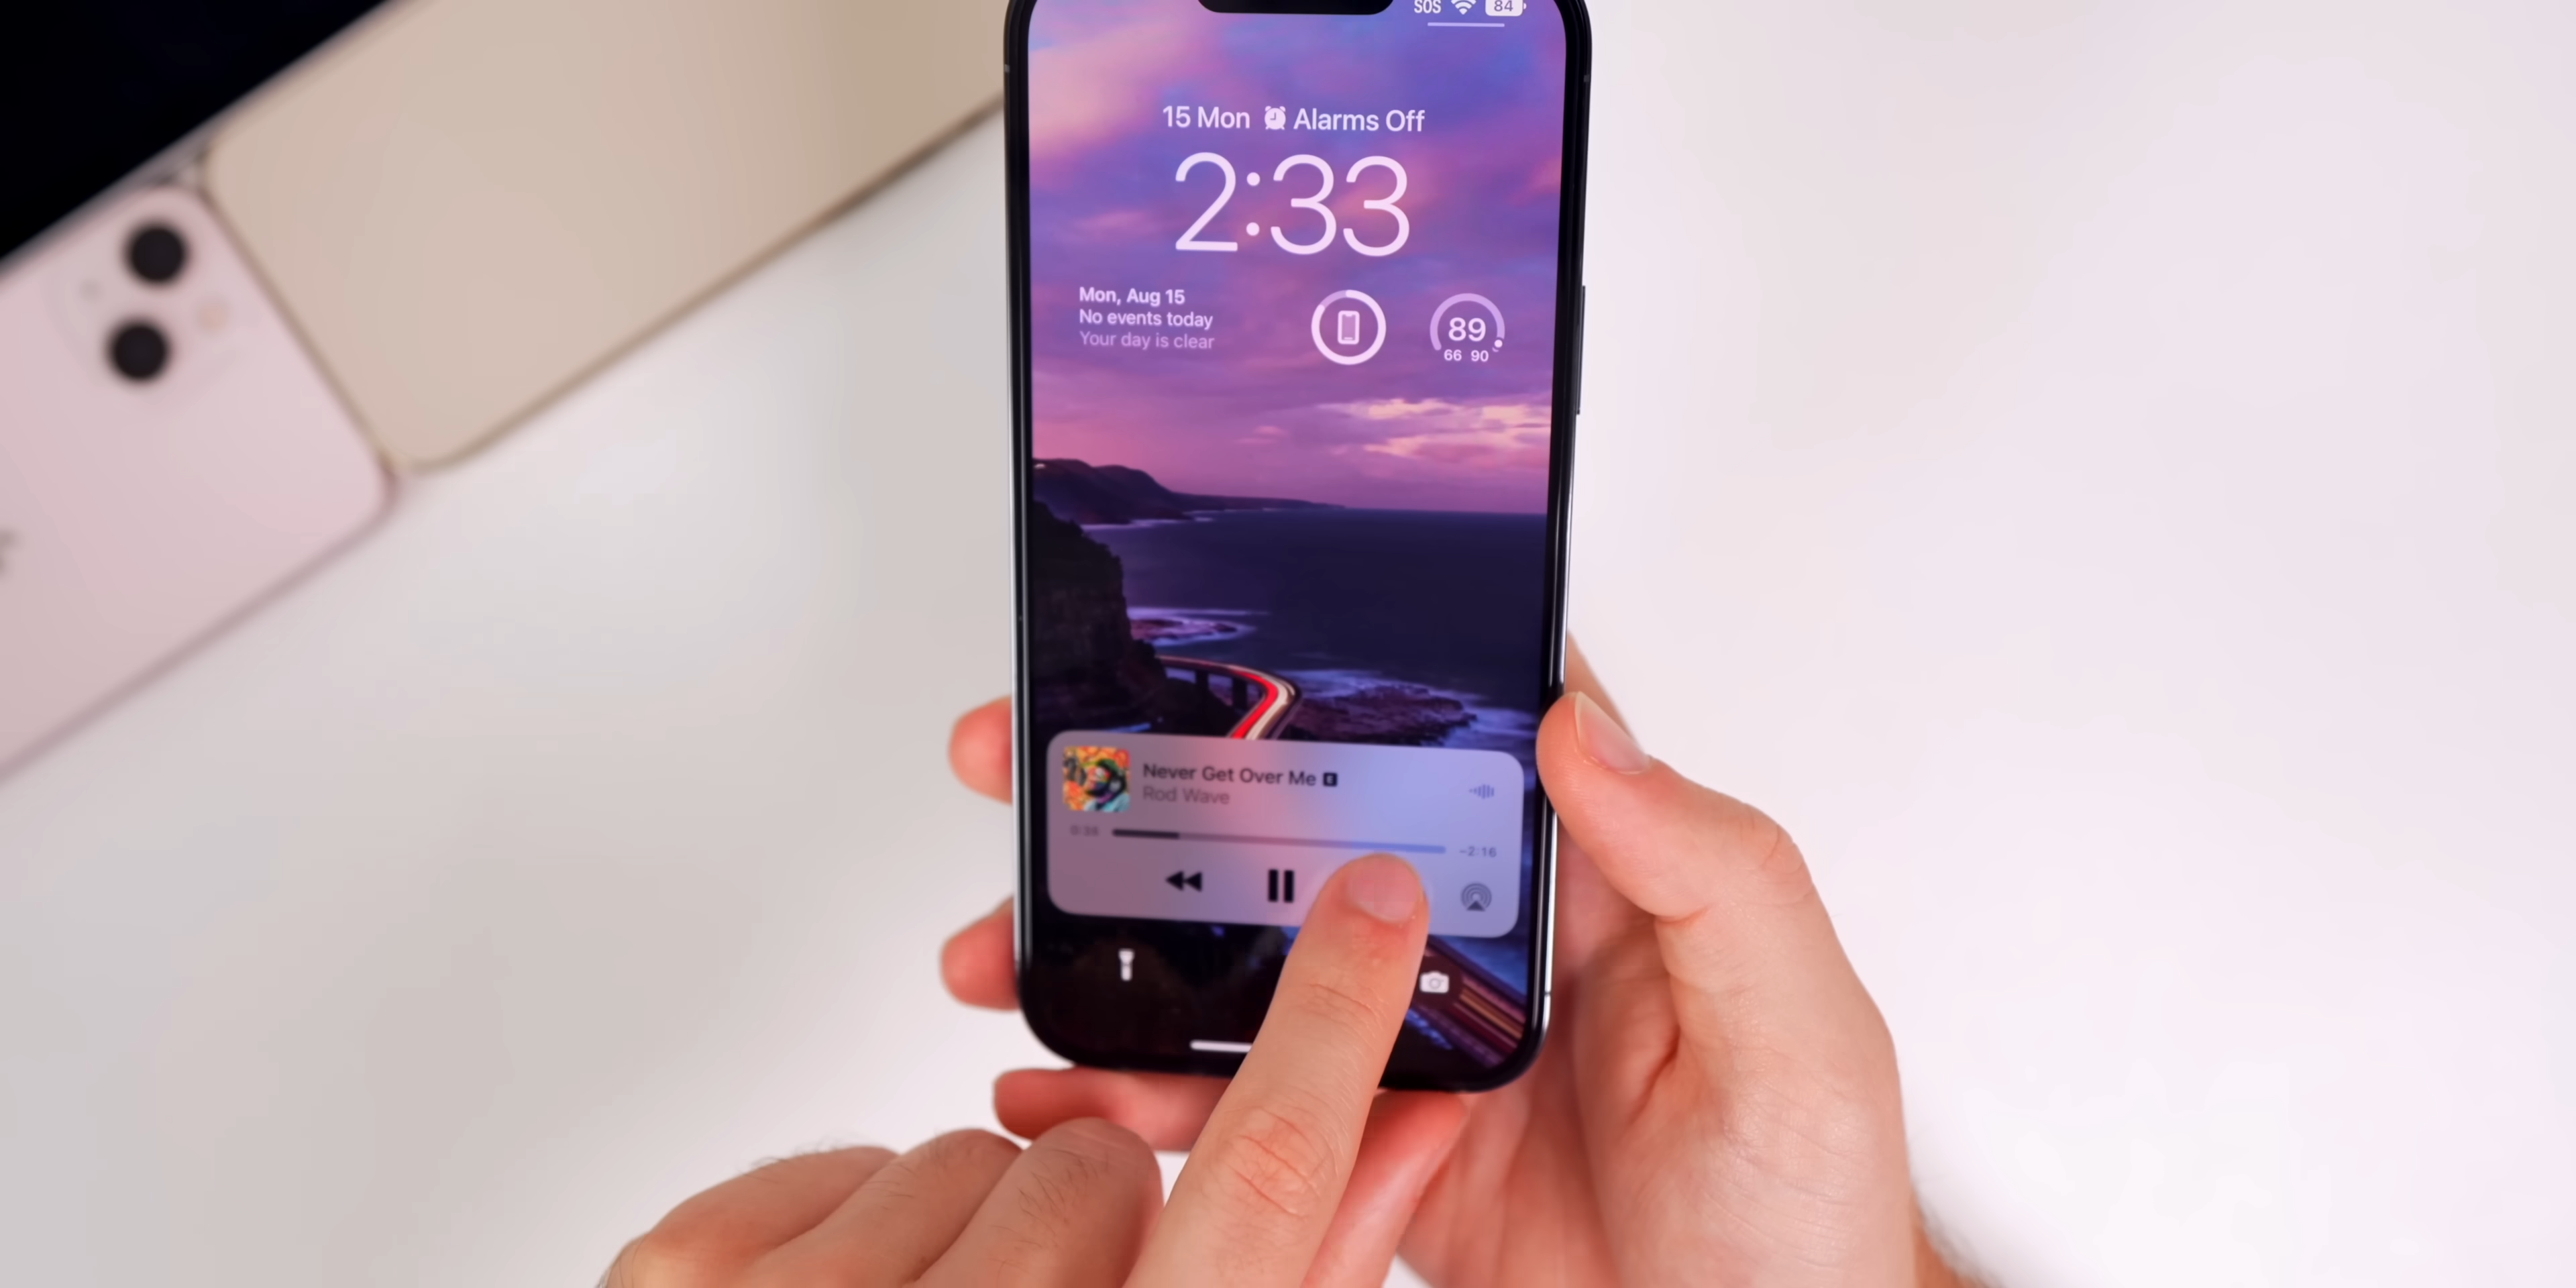 SOS 84
15 Mon Alarms Off
2:33
Mon, Aug 15
No events today
Your day is clear
89
66 90
Never Get Over Me E
Rod Wave
-2:16